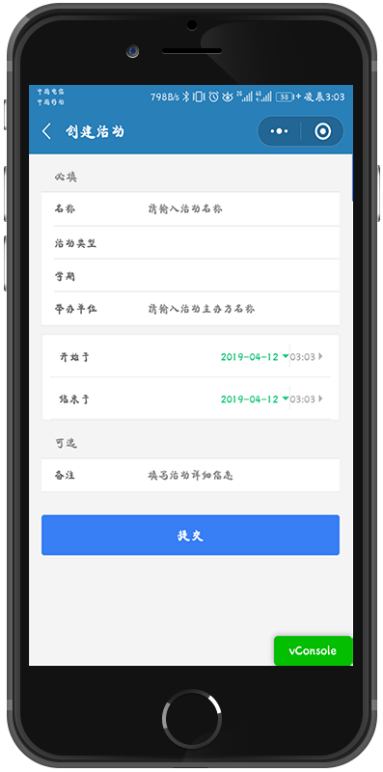 中国电信
中国移动
798B/s 2G 4G 38 凌晨3:03
创建活动
必填
名称 请输入活动名称
活动类型
学期
举办单位 请输入活动主办方名称
开始于 2019-04-12 03:03
结束于 2019-04-12 03:03
可选
备注 填写活动详细信息
提交
vConsole